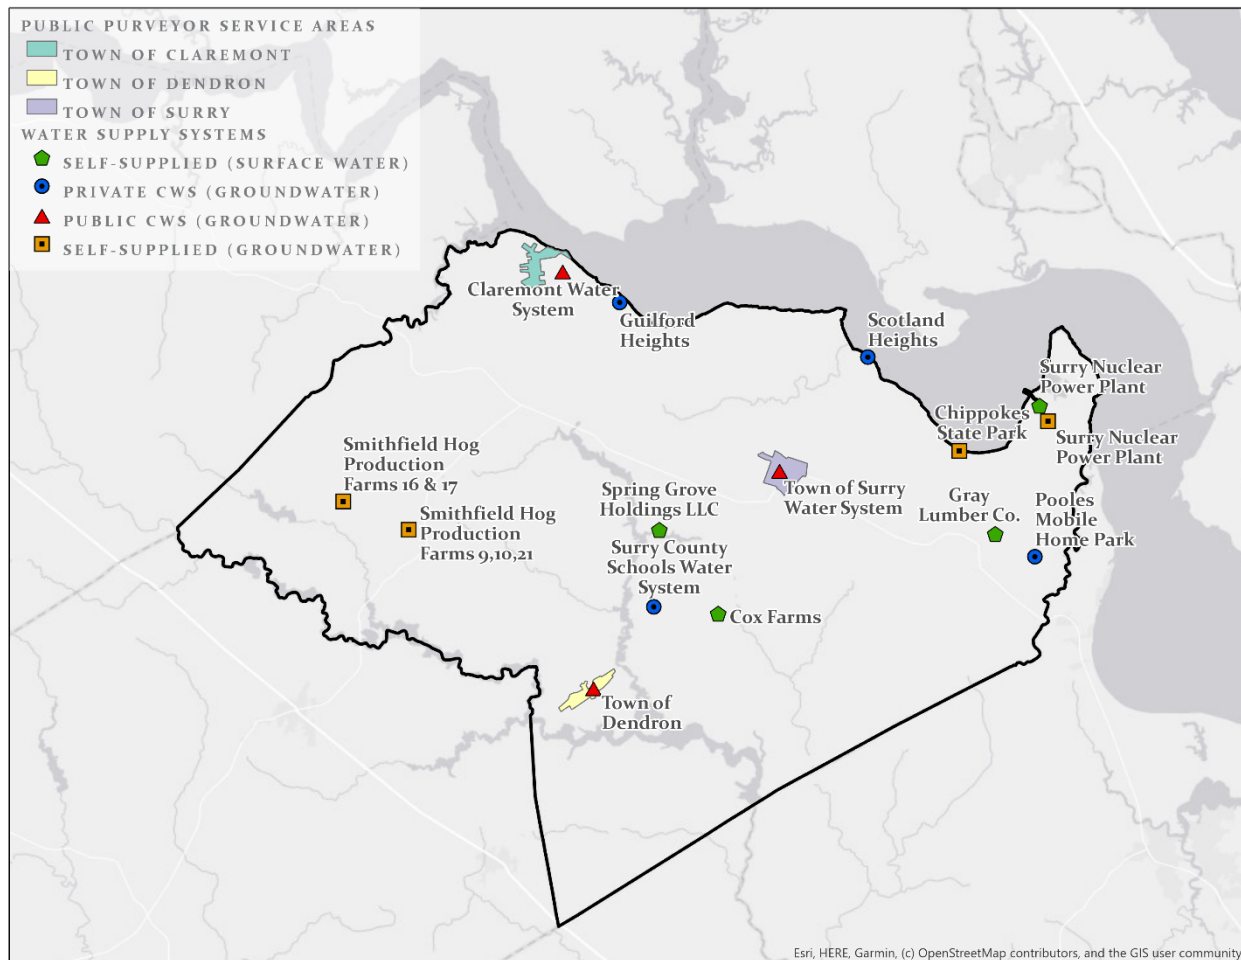 PUBLIC PURVEYOR SERVICE AREAS
TOWN OF CLAREMONT
TOWN OF DENDRON
TOWN OF SURRY
WATER SUPPLY SYSTEMS
SELF-SUPPLIED (SURFACE WATER)
PRIVATE CWS (GROUNDWATER)
PUBLIC CWS (GROUNDWATER)
SELF-SUPPLIED (GROUNDWATER)
Claremont Water
System
Guilford
Heights
Scotland
Heights
Surry Nuclear
Power Plant
Chippokes
State Park
Surry Nuclear
Power Plant
Smithfield Hog
Production
Farms 16 & 17
Smithfield Hog
Production
Farms 9,10,21
Spring Grove
Holdings LLC
Town of Surry
Water System
Gray
Lumber Co.
Pooles
Mobile
Home Park
Surry County
Schools Water
System
Cox Farms
Town of
Dendron
Esri, HERE, Garmin, (c) OpenStreetMap contributors, and the GIS user community